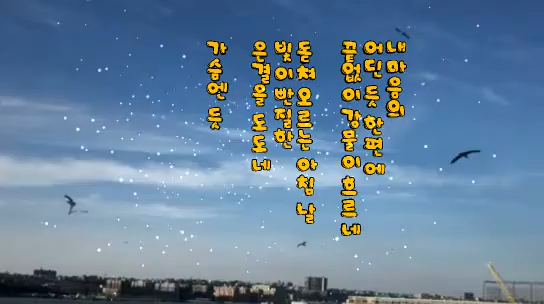 내마음의
어딘듯 한편에
끝없이 강물이 흐르네
돋쳐 오르는 아침 날
빛이 빤질한
은결을 도도네
가슴엔 듯